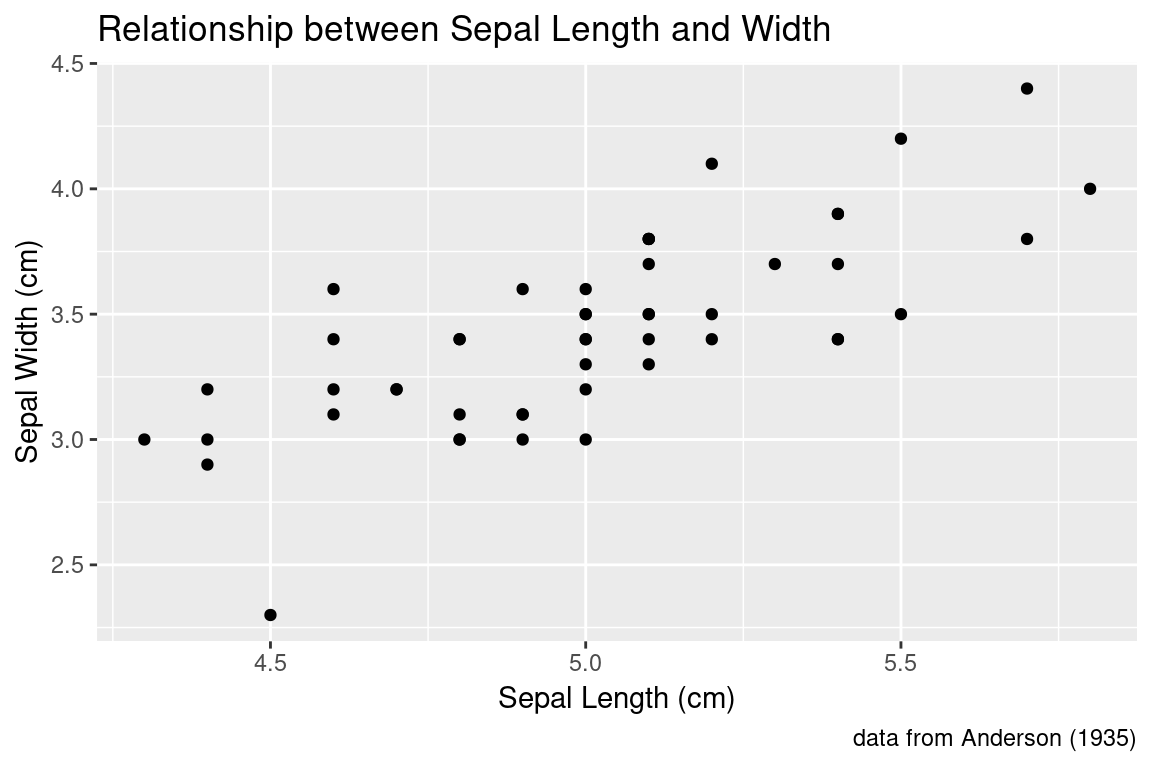 Relationship between Sepal Length and Width
4.5
4.0
3.5
3.0
2.5
Sepal Width (cm)
4.5 5.0 5.5
Sepal Length (cm)
data from Anderson (1935)